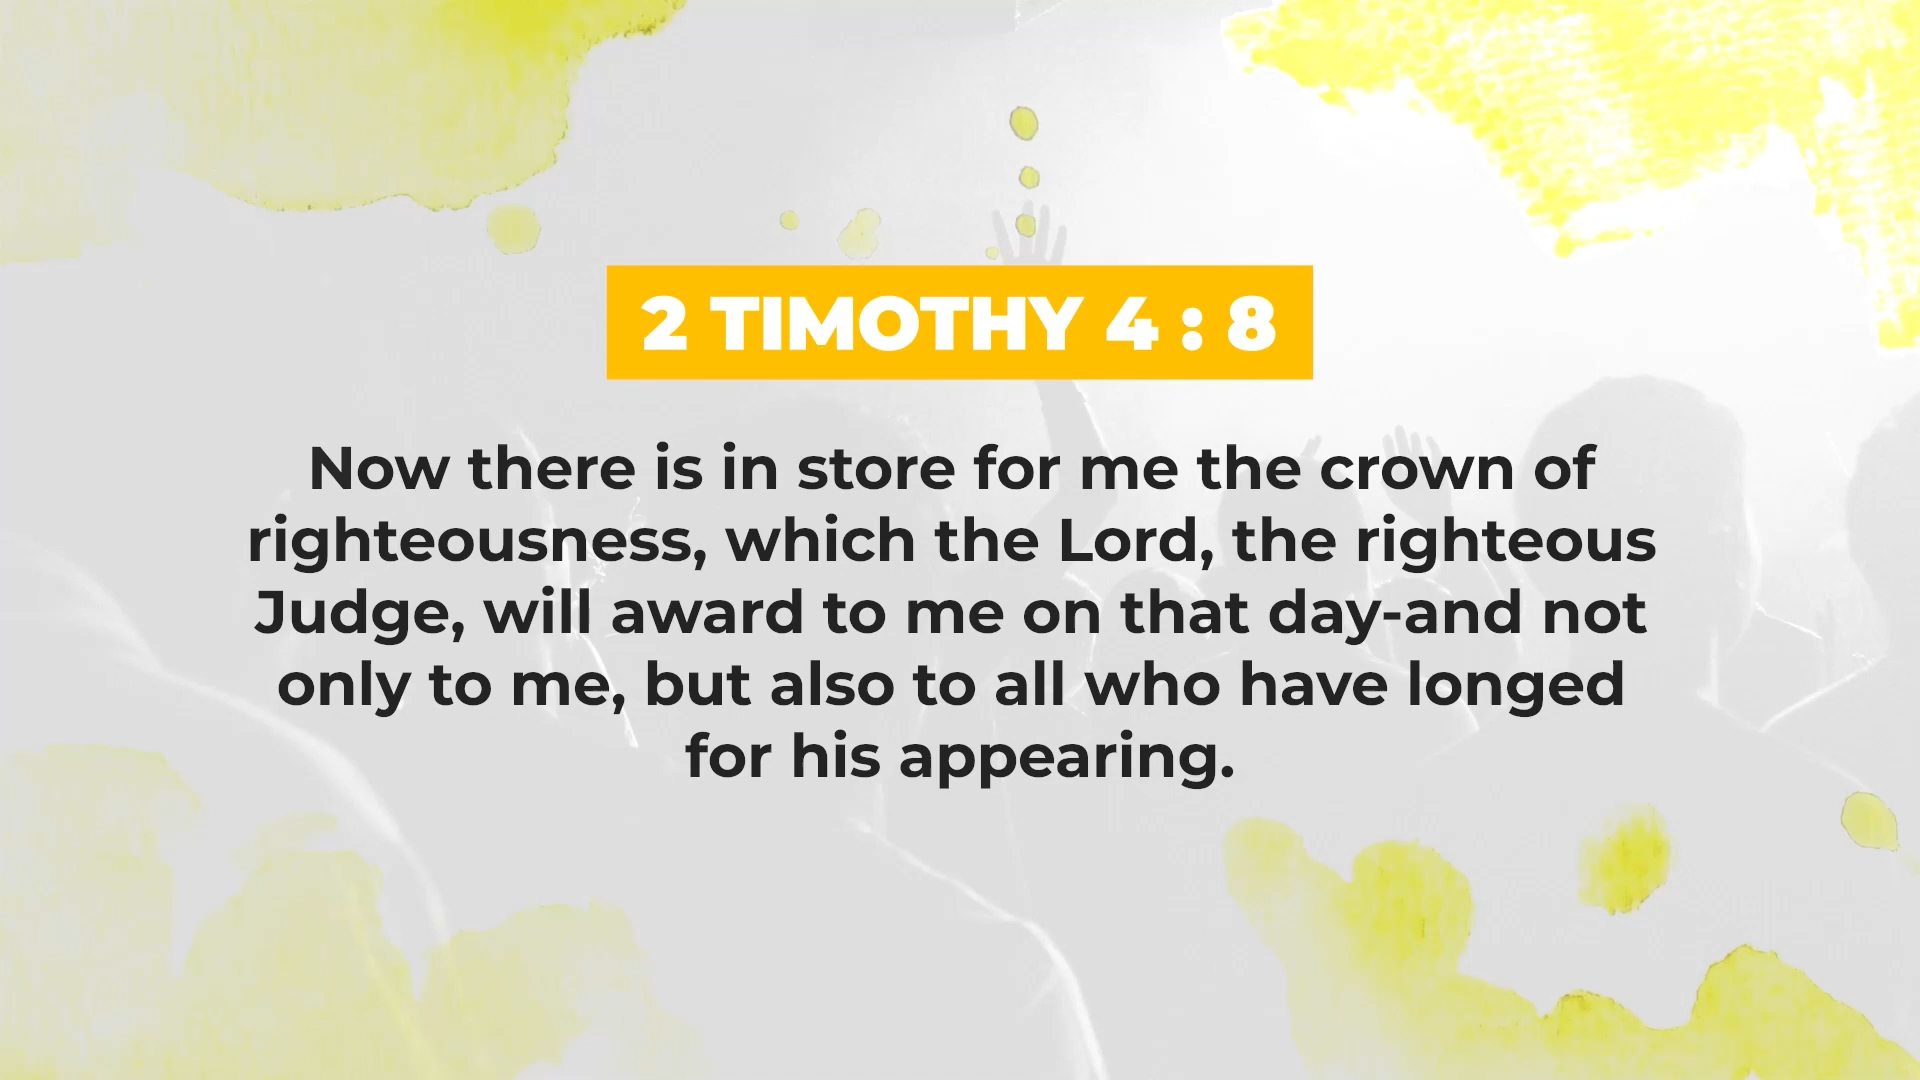 2 TIMOTHY 4 : 8
Now there is in store for me the crown of
righteousness, which the Lord, the righteous
Judge, will award to me on that day-and not
only to me, but also to all who have longed
for his appearing.